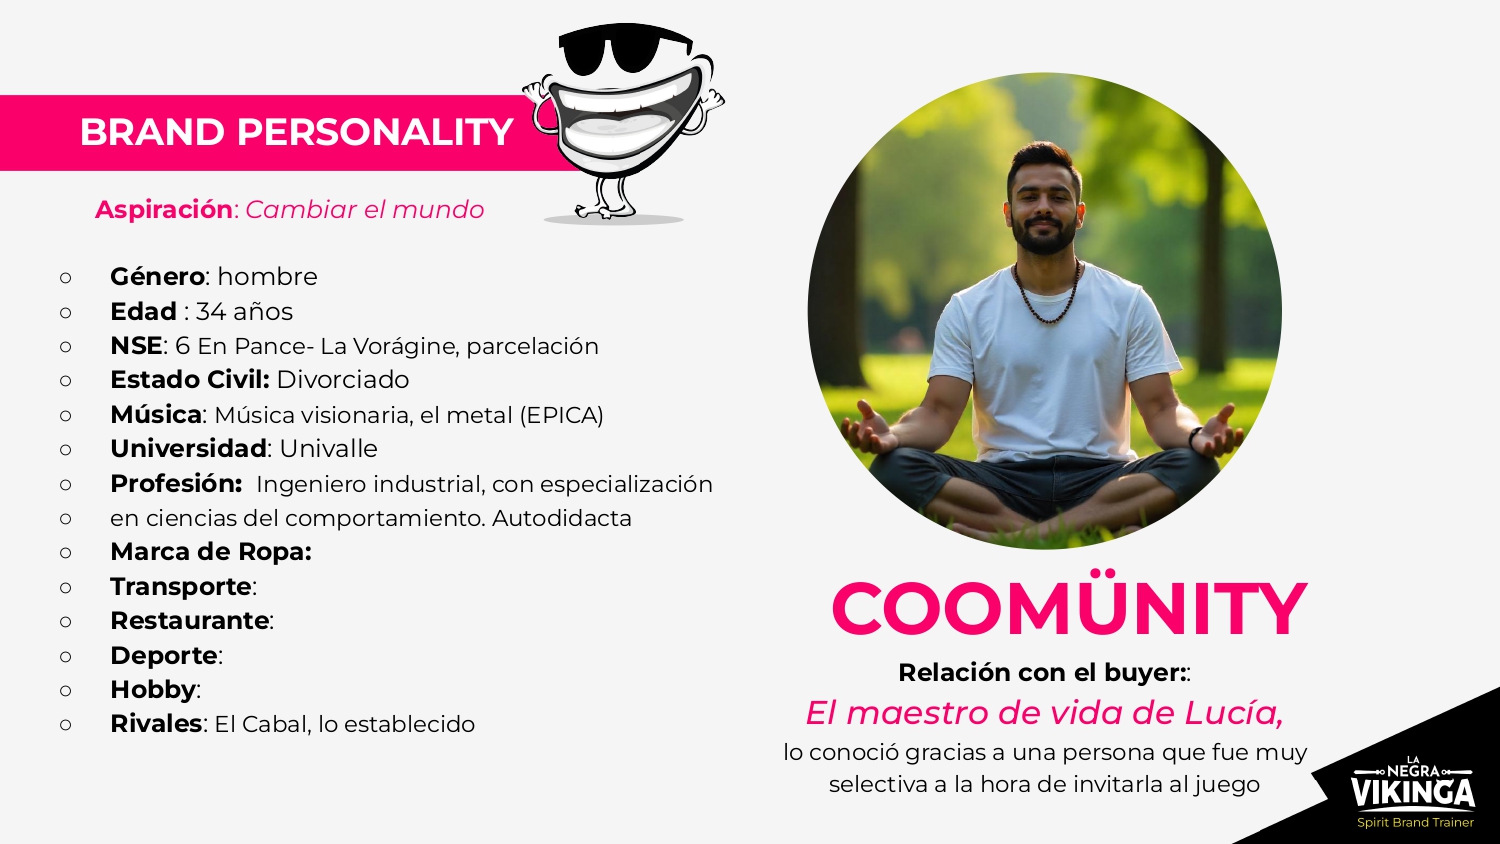 BRAND PERSONALITY
Aspiración: Cambiar el mundo
○ Género: hombre
○ Edad : 34 años
○ NSE: 6 En Pance- La Vorágine, parcelación
○ Estado Civil: Divorciado
○ Música: Música visionaria, el metal (EPICA)
○ Universidad: Univalle
○ Profesión: Ingeniero industrial, con especialización
○ en ciencias del comportamiento. Autodidacta
○ Marca de Ropa:
○ Transporte:
○ Restaurante:
○ Deporte:
○ Hobby:
○ Rivales: El Cabal, lo establecido
COOMÜNITY
Relación con el buyer::
El maestro de vida de Lucía,
lo conoció gracias a una persona que fue muy
selectiva a la hora de invitarla al juego
LA
NEGRA
VIKINGA
Spirit Brand Trainer